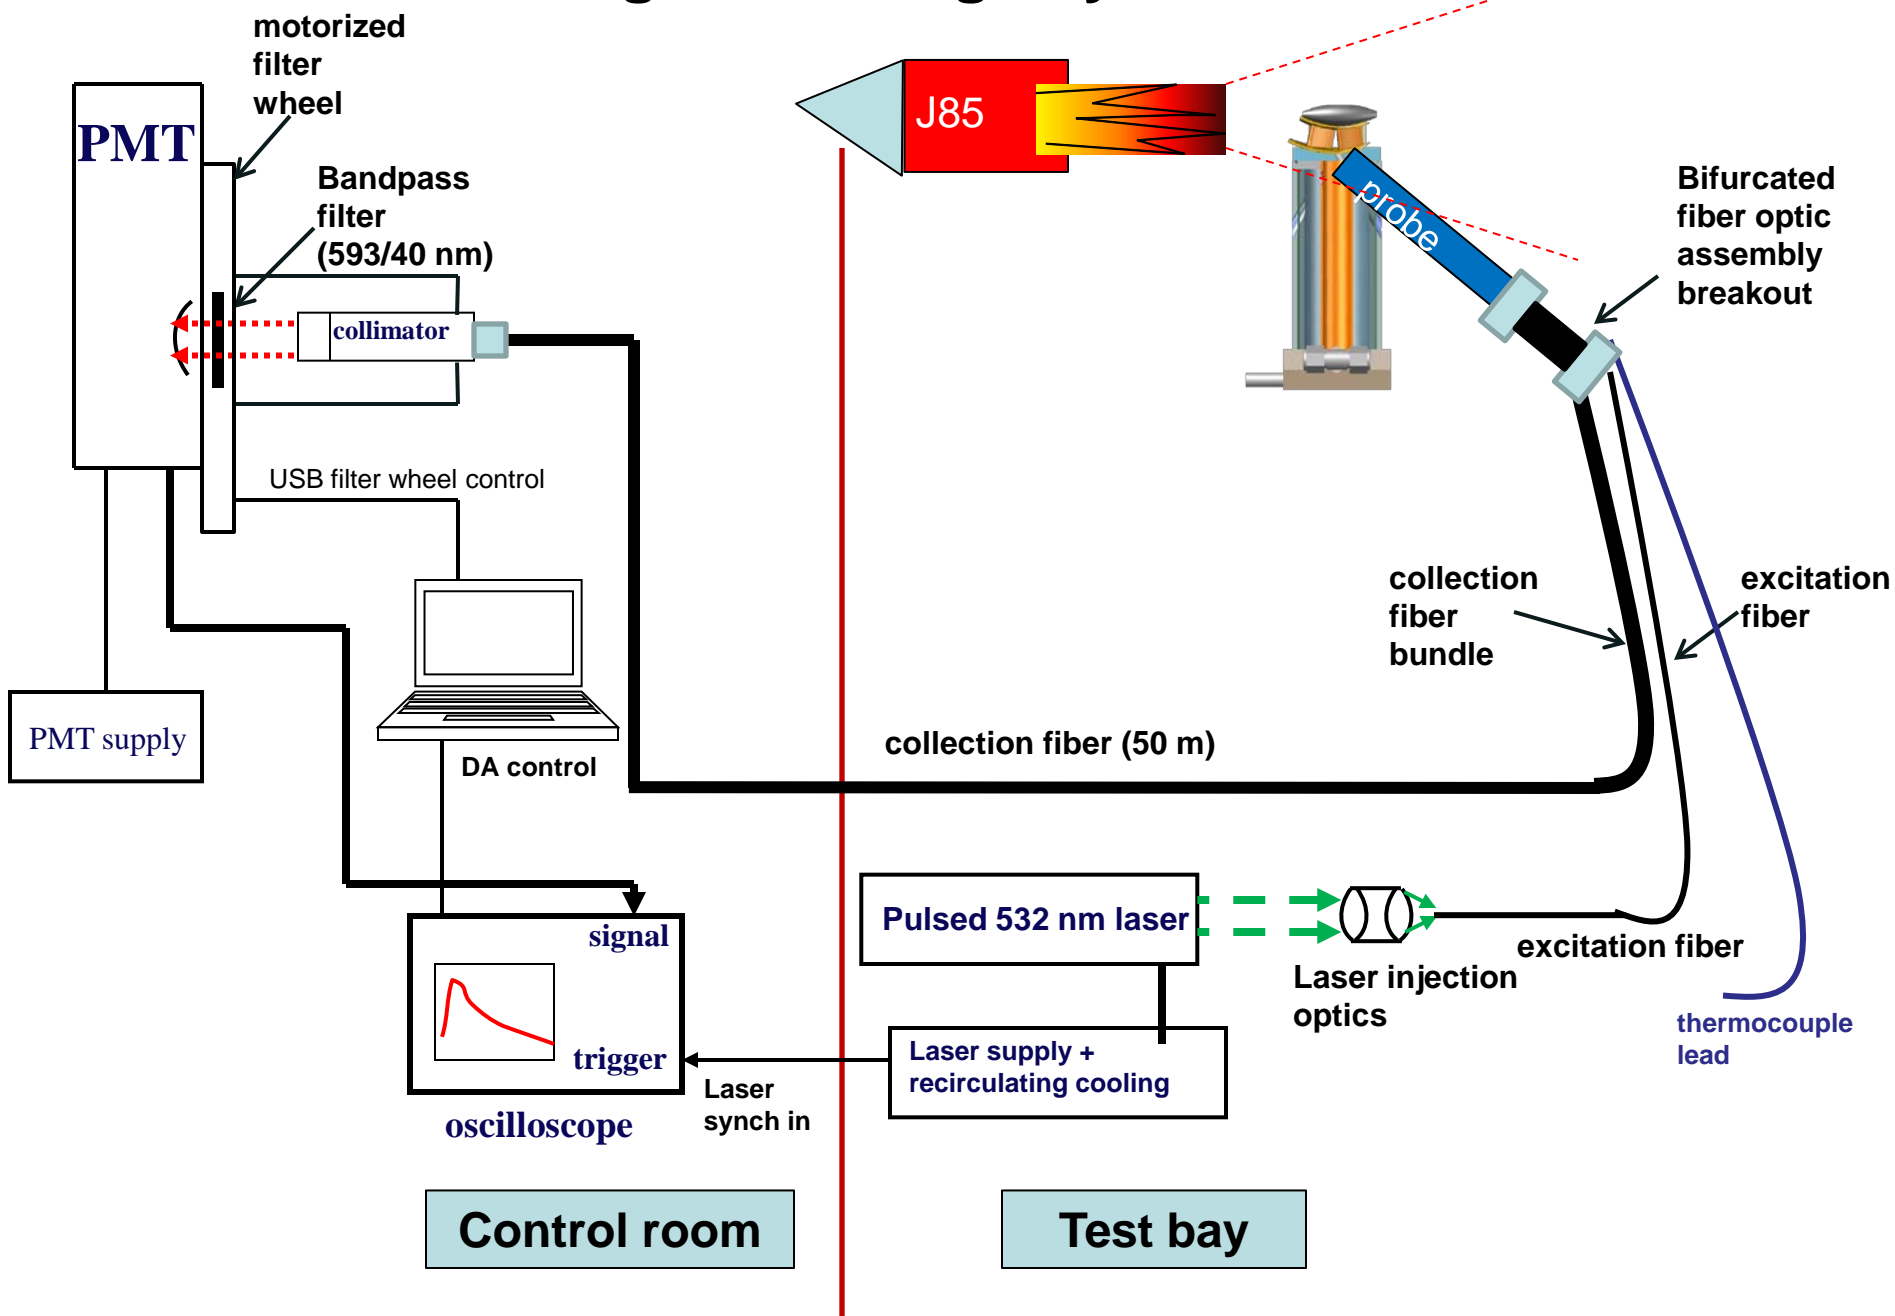 motorized
filter
wheel
PMT
Bandpass
filter
(593/40 nm)
collimator
J85
probe
Bifurcated
fiber optic
assembly
breakout
USB filter wheel control
PMT supply
DA control
collection
fiber
bundle
excitation
fiber
collection fiber (50 m)
Pulsed 532 nm laser
excitation fiber
Laser injection
optics
thermocouple
lead
signal
trigger
oscilloscope
Laser
synch in
Laser supply +
recirculating cooling
Control room
Test bay